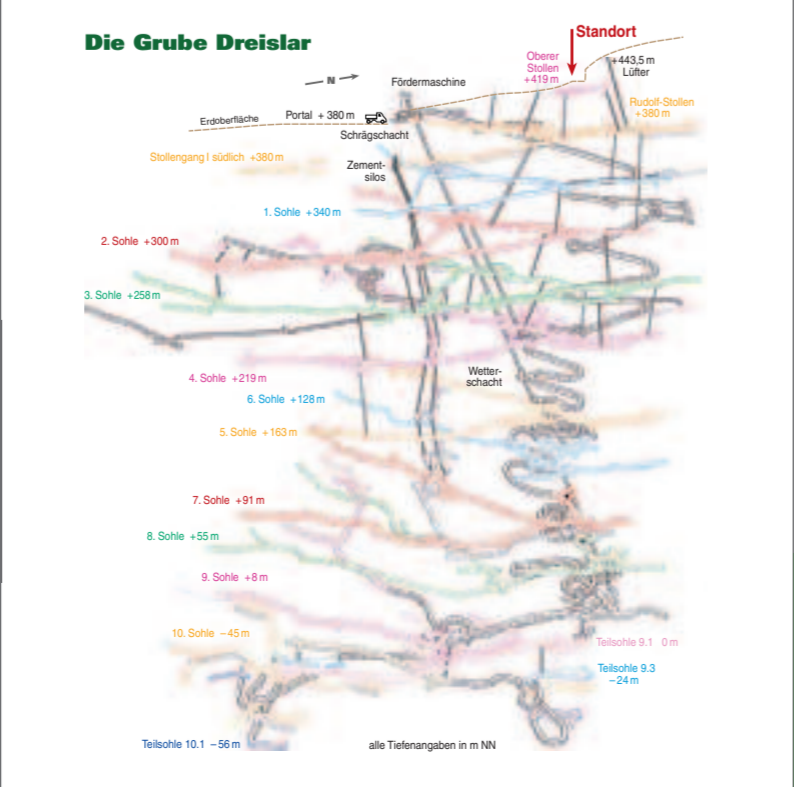 Die Grube Dreislar
Standort
Oberer
Stollen
+419 m
+443,5 m
Lüfter
N
Fördermaschine
Rudolf-Stollen
+380 m
Erdoberfläche
Portal + 380 m
Schrägschacht
Stollengang I südlich +380 m
Zement-
silos
1. Sohle +340 m
2. Sohle +300 m
3. Sohle +258 m
4. Sohle +219 m
Wetter-
schacht
6. Sohle +128 m
5. Sohle +163 m
7. Sohle +91 m
8. Sohle +55 m
9. Sohle +8 m
10. Sohle –45 m
Teilsohle 9.1 0 m
Teilsohle 9.3
–24 m
Teilsohle 10.1 –56 m
alle Tiefenangaben in m NN